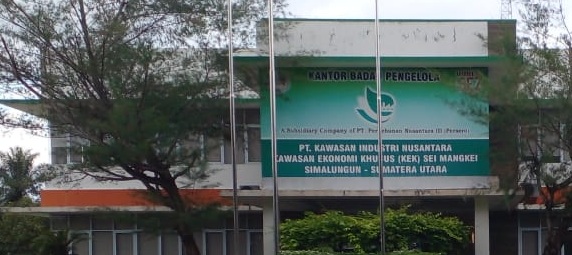 KANTOR BADAN PENGELOLA
A Subsidiary Company of PT. Perkebunan Nusantara III (Persero)
PT. KAWASAN INDUSTRI NUSANTARA
KAWASAN EKONOMI KHUSUS (KEK) SEI MANGKEI
SIMALUNGUN - SUMATERA UTARA